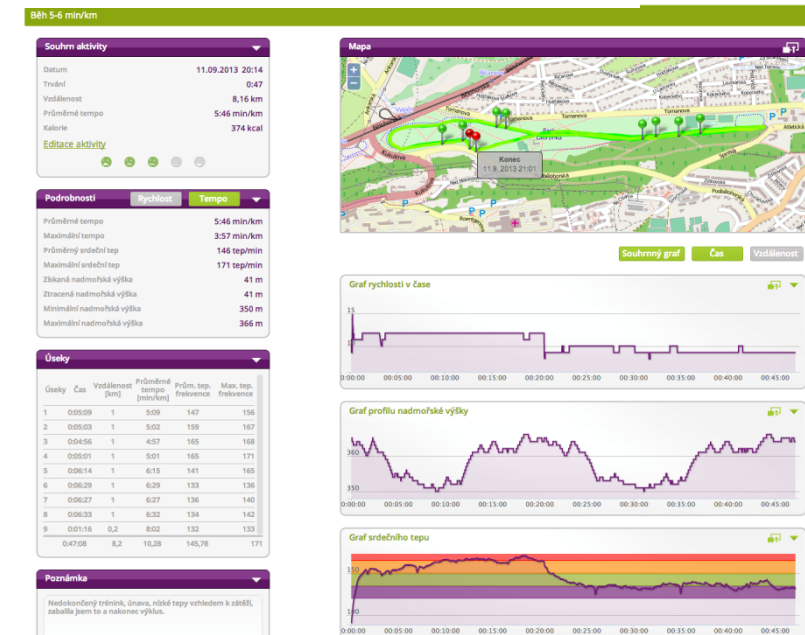 Běh 5-6 min/km
Souhrn aktivity
Datum 11.09.2013 20:14
Trvání 0:47
Vzdálenost 8,16 km
Průměrné tempo 5:46 min/km
Kalorie 374 kcal
Editace aktivity
Podrobnosti Rychlost Tempo
Průměrné tempo 5:46 min/km
Maximální tempo 3:57 min/km
Průměrný srdeční tep 146 tep/min
Maximální srdeční tep 171 tep/min
Získaná nadmořská výška 41 m
Ztracená nadmořská výška 41 m
Minimální nadmořská výška 350 m
Maximální nadmořská výška 366 m
Úseky
Úseky Čas Vzdálenost [km] Průměrné tempo [min/km] Prům. tep. frekvence Max. tep. frekvence
1 0:05:09 1 5:09 147 156
2 0:05:03 1 5:02 159 167
3 0:04:56 1 4:57 165 168
4 0:05:01 1 5:01 165 171
5 0:06:14 1 6:15 141 165
6 0:06:29 1 6:29 133 136
7 0:06:27 1 6:27 136 140
8 0:06:33 1 6:32 134 142
9 0:01:16 0,2 8:02 132 133
0:47:08 8,2 10,28 145,78 171
Poznámka
Nedokončený trénink, únava, nízké tepy vzhledem k zátěži,
zabalila jsem to a nakonec výklus.
Mapa
+
−
Tomanova
Tomanova
Tomanova
Kukulova
Konec
11.9. 2013 21:01
P P
P
P P
P
Souhrnný graf Čas Vzdálenost
Graf rychlosti v čase
15
0:00:00 00:05:00 00:10:00 00:15:00 00:20:00 00:25:00 00:30:00 00:35:00 00:40:00 00:45:00
Graf profilu nadmořské výšky
360
350
0:00:00 00:05:00 00:10:00 00:15:00 00:20:00 00:25:00 00:30:00 00:35:00 00:40:00 00:45:00
Graf srdečního tepu
150
100
0:00:00 00:05:00 00:10:00 00:15:00 00:20:00 00:25:00 00:30:00 00:35:00 00:40:00 00:45:00